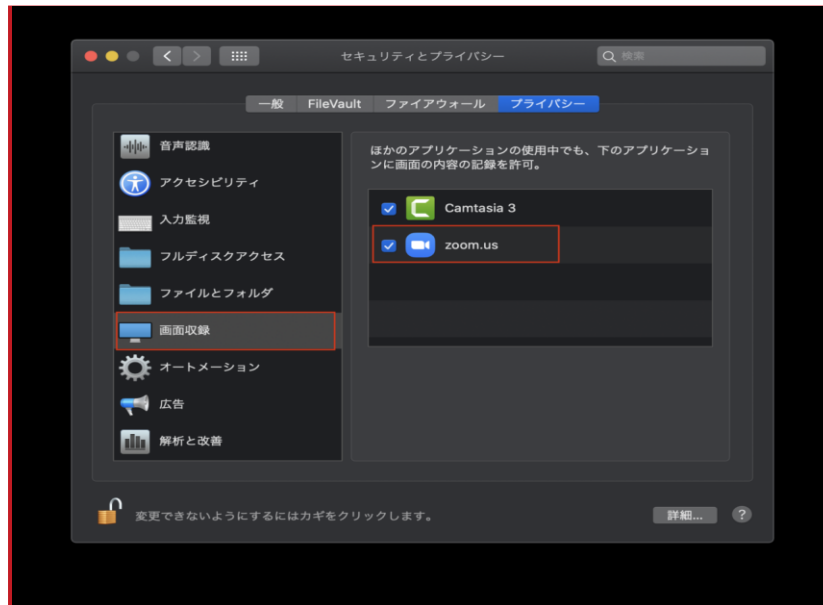 セキュリティとプライバシー
検索
一般 FileVault ファイアウォール プライバシー
音声認識
アクセシビリティ
入力監視
フルディスクアクセス
ファイルとフォルダ
画面収録
オートメーション
広告
解析と改善
ほかのアプリケーションの使用中でも、下のアプリケーショ
ンに画面の内容の記録を許可。
Camtasia 3
zoom.us
変更できないようにするにはカギをクリックします。
詳細...
?